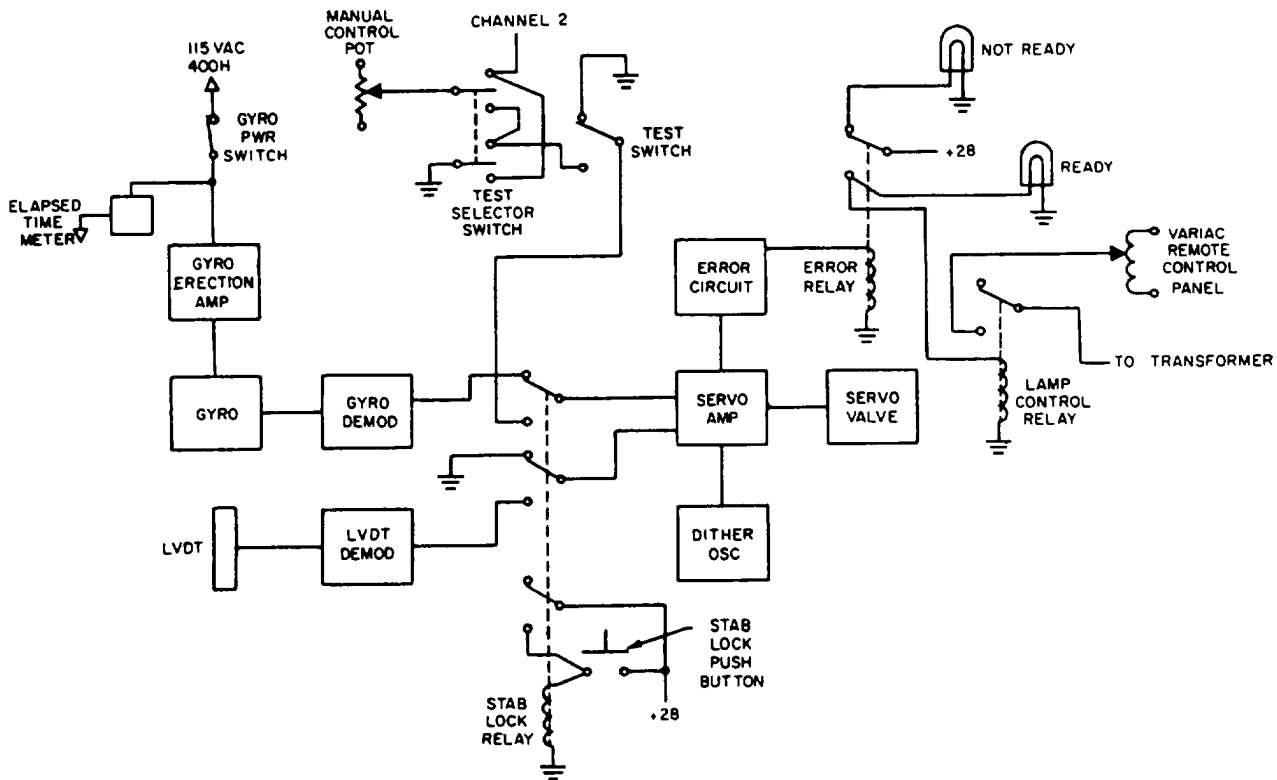 MANUAL
CONTROL
POT
CHANNEL 2
115 VAC
400H
GYRO
PWR
SWITCH
TEST
SWITCH
NOT READY
+28
READY
ELAPSED
TIME
METER
TEST
SELECTOR
SWITCH
GYRO
ERECTION
AMP
ERROR
CIRCUIT
ERROR
RELAY
VARIAC
REMOTE
CONTROL
PANEL
TO TRANSFORMER
GYRO
GYRO
DEMOD
SERVO
AMP
SERVO
VALVE
LAMP
CONTROL
RELAY
LVDT
LVDT
DEMOD
DITHER
OSC
STAB
LOCK
PUSH
BUTTON
STAB
LOCK
RELAY
+28